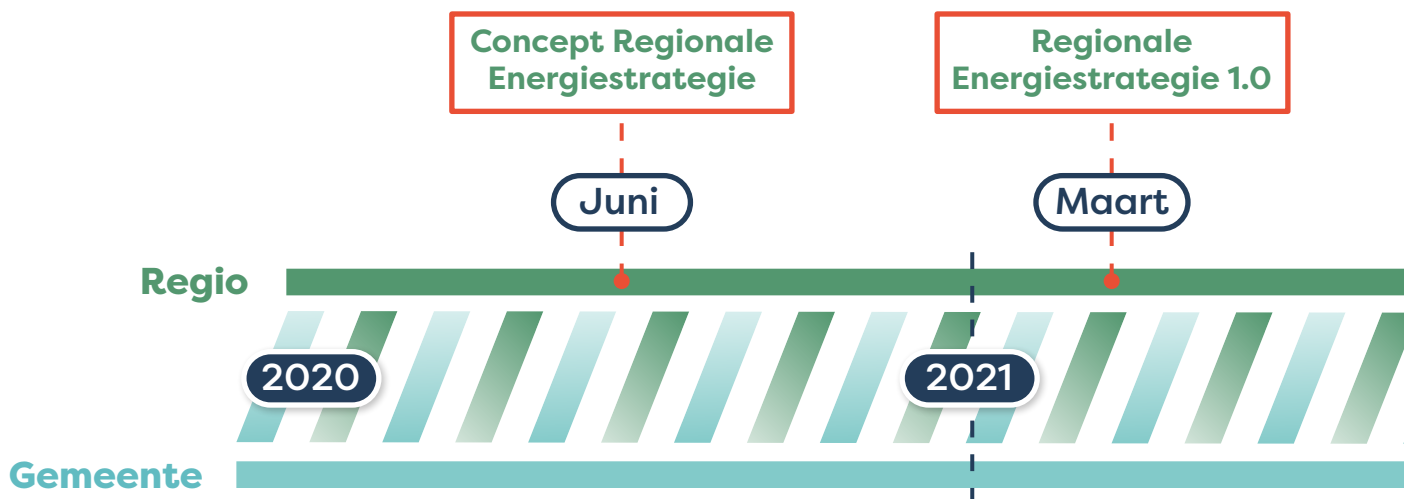 Concept Regionale
Energiestrategie
Regionale
Energiestrategie 1.0
Juni
Maart
Regio
2020
2021
Gemeente